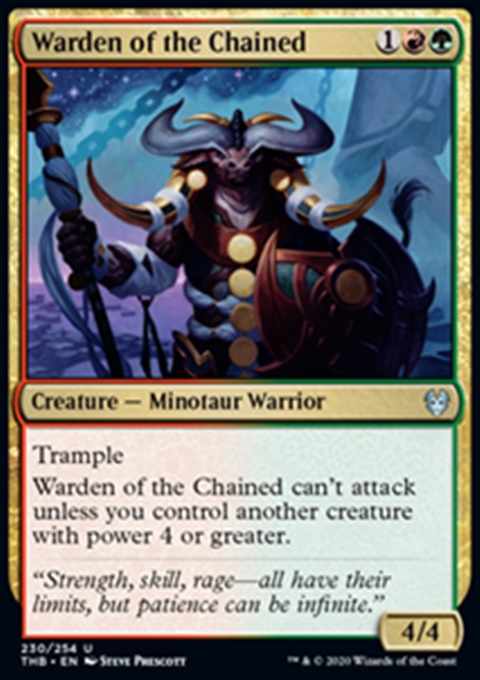 Warden of the Chained 1
Creature — Minotaur Warrior
Trample
Warden of the Chained can't attack
unless you control another creature
with power 4 or greater.
"Strength, skill, rage—all have their
limits, but patience can be infinite."
4/4
230/254 U
THB • EN Steve Prescott ™ & © 2020 Wizards of the Coast